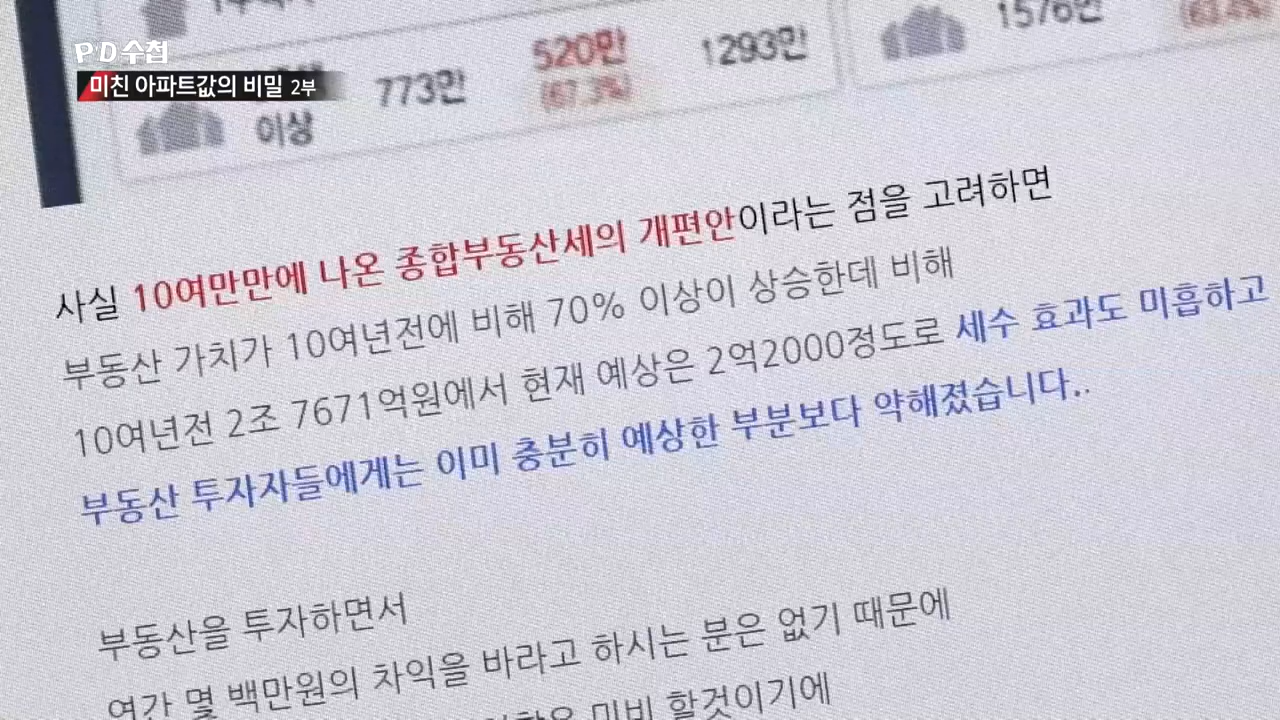 PD수첩
미친 아파트값의 비밀 2부
520만 1293만 1576만
773만 (67.3%)
이상
사실 10여만만에 나온 종합부동산세의 개편안이라는 점을 고려하면
부동산 가치가 10여년전에 비해 70% 이상이 상승한데 비해
10여년전 2조 7671억원에서 현재 예상은 2억2000정도로 세수 효과도 미흡하고
부동산 투자자들에게는 이미 충분히 예상한 부분보다 약해졌습니다..
부동산을 투자하면서
연간 몇 백만원의 차익을 바라고 하시는 분은 없기 때문에
미비 할것이기에